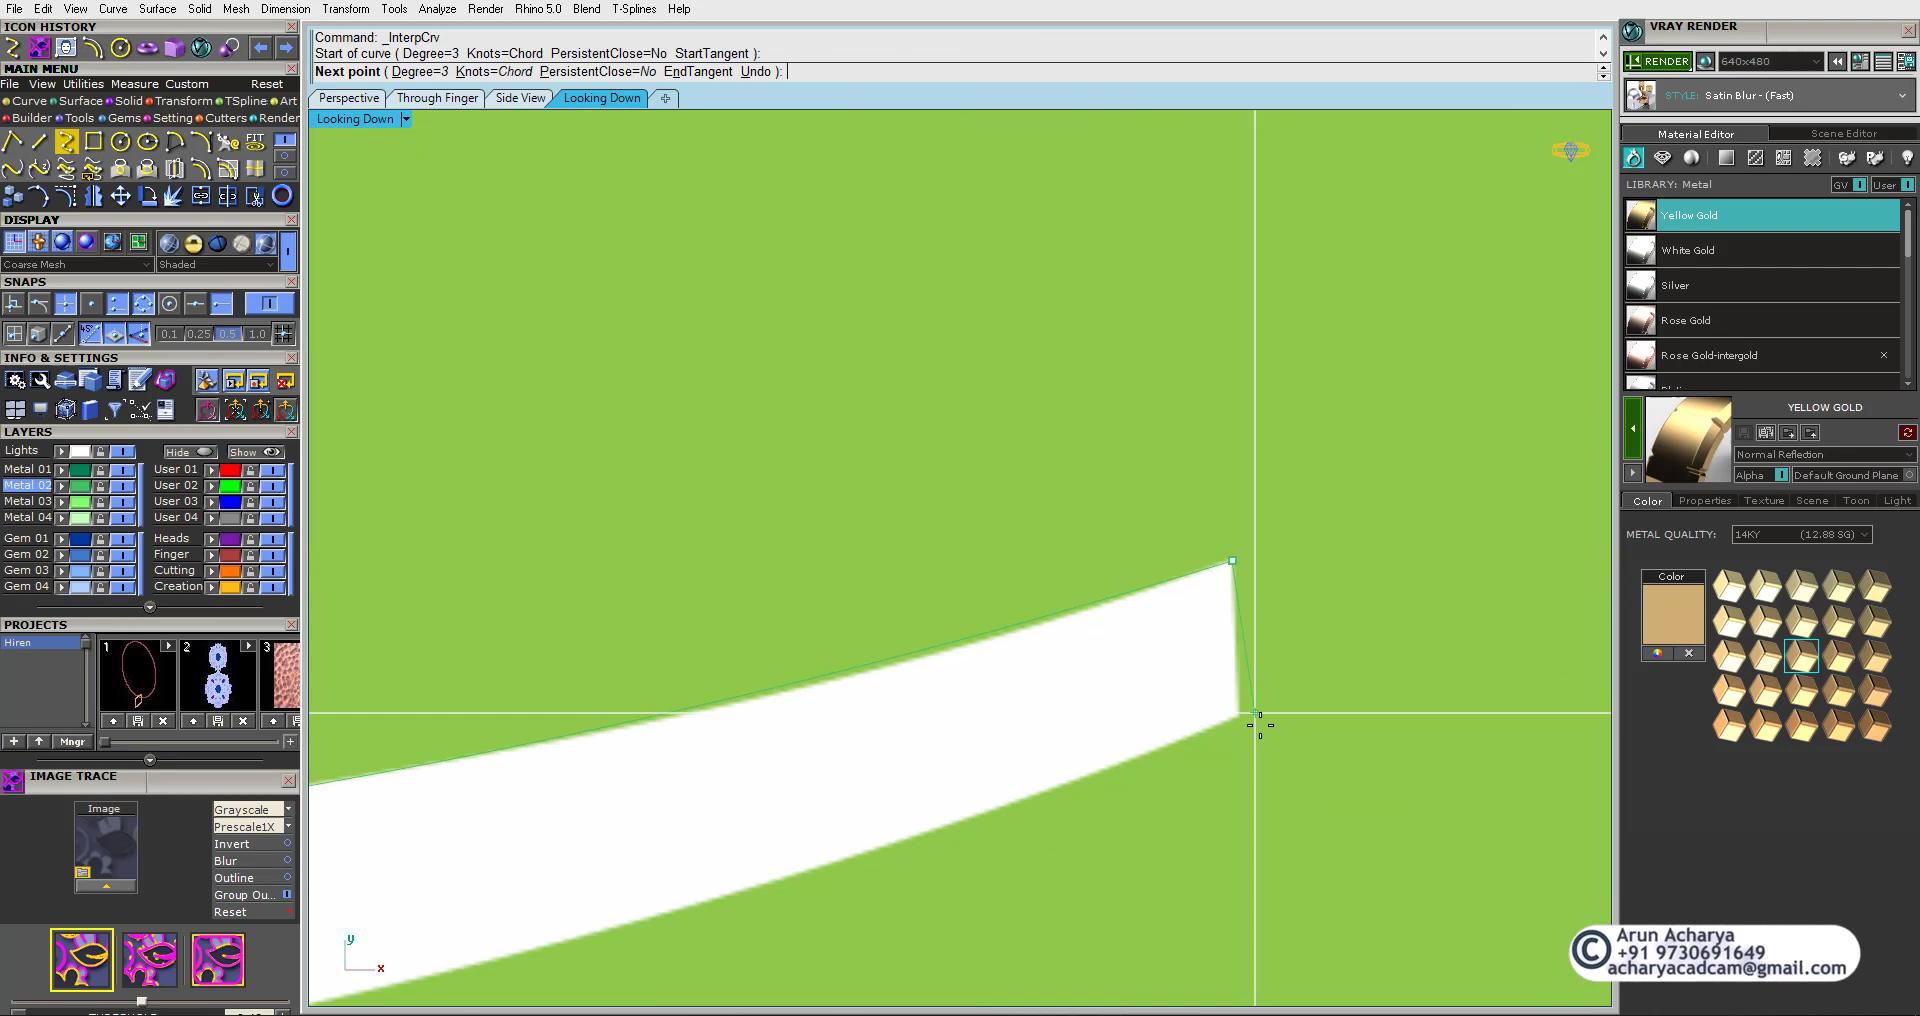 File Edit View Curve Surface Solid Mesh Dimension Transform Tools Analyze Render Rhino 5.0 Blend T-Splines Help
ICON HISTORY
MAIN MENU
File View Utilities Measure Custom Reset
Curve Surface Solid Transform TSpline Art
Builder Tools Gems Setting Cutters Render
FIT
DISPLAY
Coarse Mesh Shaded
SNAPS
45° 0.1 0.25 0.5 1.0
INFO & SETTINGS
LAYERS
Lights Hide Show
Metal 01 User 01
Metal 02 User 02
Metal 03 User 03
Metal 04 User 04
Gem 01 Heads
Gem 02 Finger
Gem 03 Cutting
Gem 04 Creation
PROJECTS
Hiren 1 2 3
Mngr
IMAGE TRACE
Image
Grayscale
Prescale1X
Invert
Blur
Outline
Group Ou...
Reset
Command: _InterpCrv
Start of curve ( Degree=3 Knots=Chord PersistentClose=No StartTangent ):
Next point ( Degree=3 Knots=Chord PersistentClose=No EndTangent Undo ):
Perspective Through Finger Side View Looking Down
Looking Down
y
x
VRAY RENDER
RENDER 640x480
STYLE: Satin Blur - (Fast)
Material Editor Scene Editor
LIBRARY: Metal GV User
Yellow Gold
White Gold
Silver
Rose Gold
Rose Gold-intergold
YELLOW GOLD
Normal Reflection
Alpha Default Ground Plane
Color Properties Texture Scene Toon Light
METAL QUALITY: 14KY (12.88 SG)
Color
© Arun Acharya
+91 9730691649
acharyacadcam@gmail.com